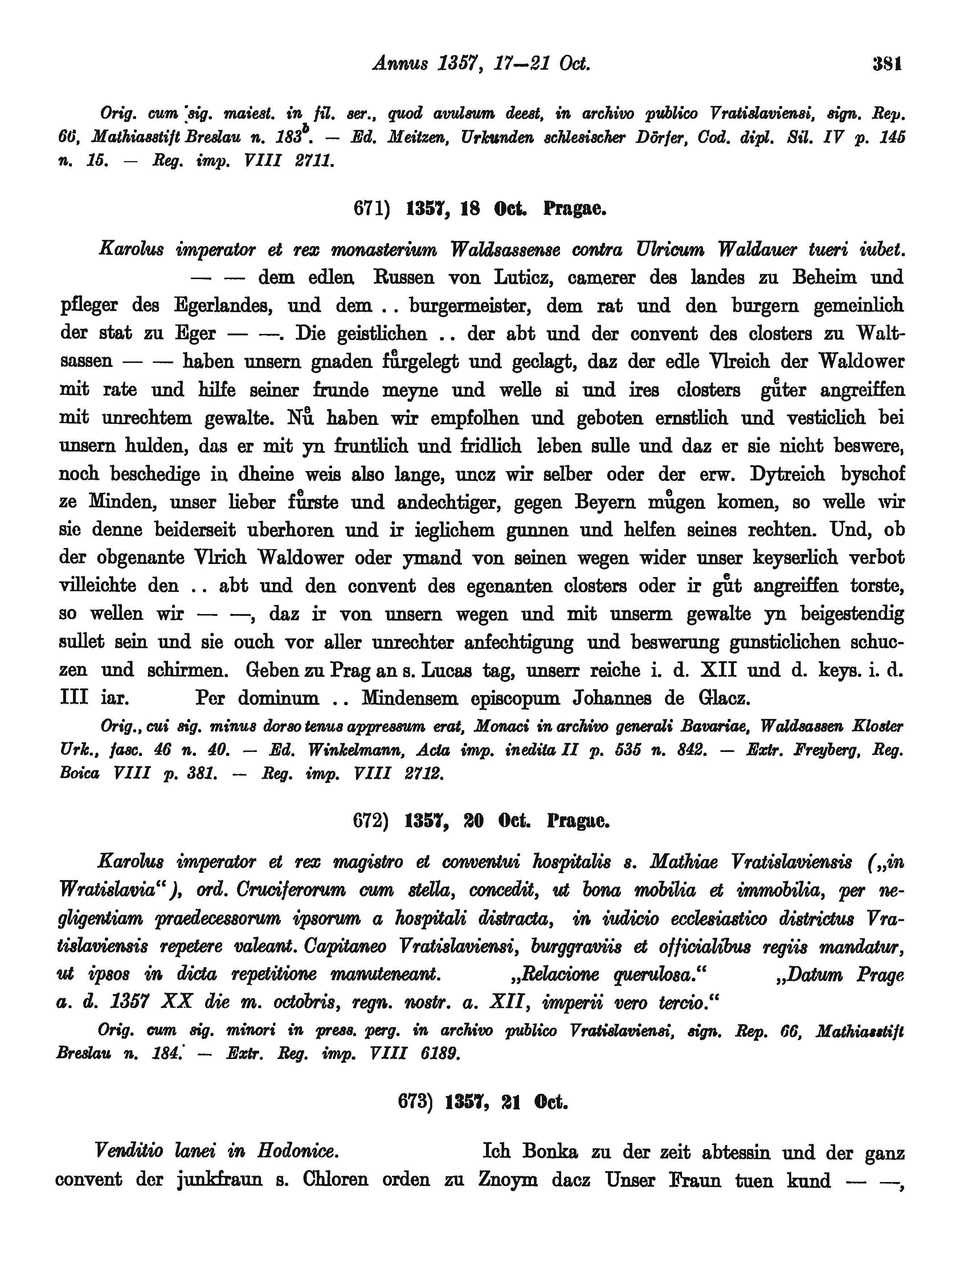 Annus 1357, 17—21 Oct. 381
Orig. cum sig. maiest. in fil. ser., quod avulsum deest, in archivo publico Vratislaviensi, sign. Rep.
66, Mathiasstift Breslau n. 183b. — Ed. Meitzen, Urkunden schlesischer Dörfer, Cod. dipl. Sil. IV p. 145
n. 15. — Reg. imp. VIII 2711.
671) 1357, 18 Oct. Pragae.
Karolus imperator et rex monasterium Waldsassense contra Ulricum Waldauer tueri iubet.
— — dem edlen Russen von Luticz, camerer des landes zu Beheim und
pfleger des Egerlandes, und dem . . burgermeister, dem rat und den burgern gemeinlich
der stat zu Eger — —. Die geistlichen . . der abt und der convent des closters zu Walt-
sassen — — haben unsern gnaden fuͦrgelegt und geclagt, daz der edle Vlreich der Waldower
mit rate und hilfe seiner frunde meyne und welle si und ires closters guͤter angreiffen
mit unrechtem gewalte. Nuͦ haben wir empfolhen und geboten ernstlich und vesticlich bei
unsern hulden, das er mit yn fruntlich und fridlich leben sulle und daz er sie nicht beswere,
noch beschedige in dheine weis also lange, uncz wir selber oder der erw. Dytreich byschof
ze Minden, unser lieber fuͦrste und andechtiger, gegen Beyern muͦgen komen, so welle wir
sie denne beiderseit uberhoren und ir ieglichem gunnen und helfen seines rechten. Und, ob
der obgenante Vlrich Waldower oder ymand von seinen wegen wider unser keyserlich verbot
villeichte den . . abt und den convent des egenanten closters oder ir guͦt angreiffen torste,
so wellen wir — —, daz ir von unsern wegen und mit unserm gewalte yn beigestendig
sullet sein und sie ouch vor aller unrechter anfechtigung und beswerung gunsticlichen schuc-
zen und schirmen. Geben zu Prag an s. Lucas tag, unserr reiche i. d. XII und d. keys. i. d.
III iar. Per dominum . . Mindensem episcopum Johannes de Glacz.
Orig., cui sig. minus dorso tenus appressum erat, Monaci in archivo generali Bavariae, Waldsassen Kloster
Urk., fasc. 46 n. 40. — Ed. Winkelmann, Acta imp. inedita II p. 535 n. 842. — Extr. Freyberg, Reg.
Boica VIII p. 381. — Reg. imp. VIII 2712.
672) 1357, 20 Oct. Pragae.
Karolus imperator et rex magistro et conventui hospitalis s. Mathiae Vratislaviensis („in
Wratislavia“), ord. Cruciferorum cum stella, concedit, ut bona mobilia et immobilia, per ne-
gligentiam praedecessorum ipsorum a hospitali distracta, in iudicio ecclesiastico districtus Vra-
tislaviensis repetere valeant. Capitaneo Vratislaviensi, burggraviis et officialibus regiis mandatur,
ut ipsos in dicta repetitione manuteneant. „Relacione querulosa.“ „Datum Prage
a. d. 1357 XX die m. octobris, regn. nostr. a. XII, imperii vero tercio.“
Orig. cum sig. minori in press. perg. in archivo publico Vratislaviensi, sign. Rep. 66, Mathiasstift
Breslau n. 184. — Extr. Reg. imp. VIII 6189.
673) 1357, 21 Oct.
Venditio lanei in Hodonice. Ich Bonka zu der zeit abtessin und der ganz
convent der junkfraun s. Chloren orden zu Znoym dacz Unser Fraun tuen kund — —,